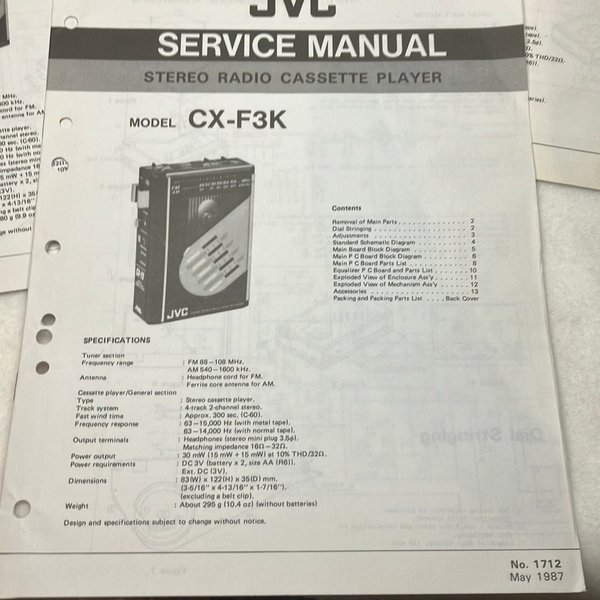 JVC
SERVICE MANUAL
STEREO RADIO CASSETTE PLAYER
MODEL CX-F3K
JVC
Contents
Removal of Main Parts . . . . . . . . . . . . . . 2
Dial Stringing . . . . . . . . . . . . . . 2
Adjustments . . . . . . . . . . . . . . 3
Standard Schematic Diagram . . . . . . . . 4
Main Board Block Diagram . . . . . . . . 5
Main P C Board Block Diagram . . . . . . . . 6
Main P C Board Parts List . . . . . . . . 8
Equalizer P C Board and Parts List . . . . . 10
Exploded View of Enclosure Ass'y . . . . . 11
Exploded View of Mechanism Ass'y . . . . . 12
Accessories . . . . . . . . . . . . . . 13
Packing and Packing Parts List . . . . Back Cover
SPECIFICATIONS
Tuner section
Frequency range : FM 88–108 MHz.
AM 540–1600 kHz.
Antenna : Headphone cord for FM.
Ferrite core antenna for AM.
Cassette player/General section
Type : Stereo cassette player.
Track system : 4-track 2-channel stereo.
Fast wind time : Approx. 300 sec. (C-60).
Frequency response : 63–15,000 Hz (with metal tape).
63–14,000 Hz (with normal tape).
Output terminals : Headphones (stereo mini plug 3.5φ).
Matching impedance 16Ω–32Ω.
Power output : 30 mW (15 mW + 15 mW) at 10% THD/32Ω.
Power requirements : DC 3V (battery x 2, size AA (R6)).
Ext. DC (3V).
Dimensions : 83(W) x 122(H) x 35(D) mm.
(3-5/16" x 4-13/16" x 1-7/16").
(excluding a belt clip).
Weight : About 295 g (10.4 oz) (without batteries)
Design and specifications subject to change without notice.
No. 1712
May 1987